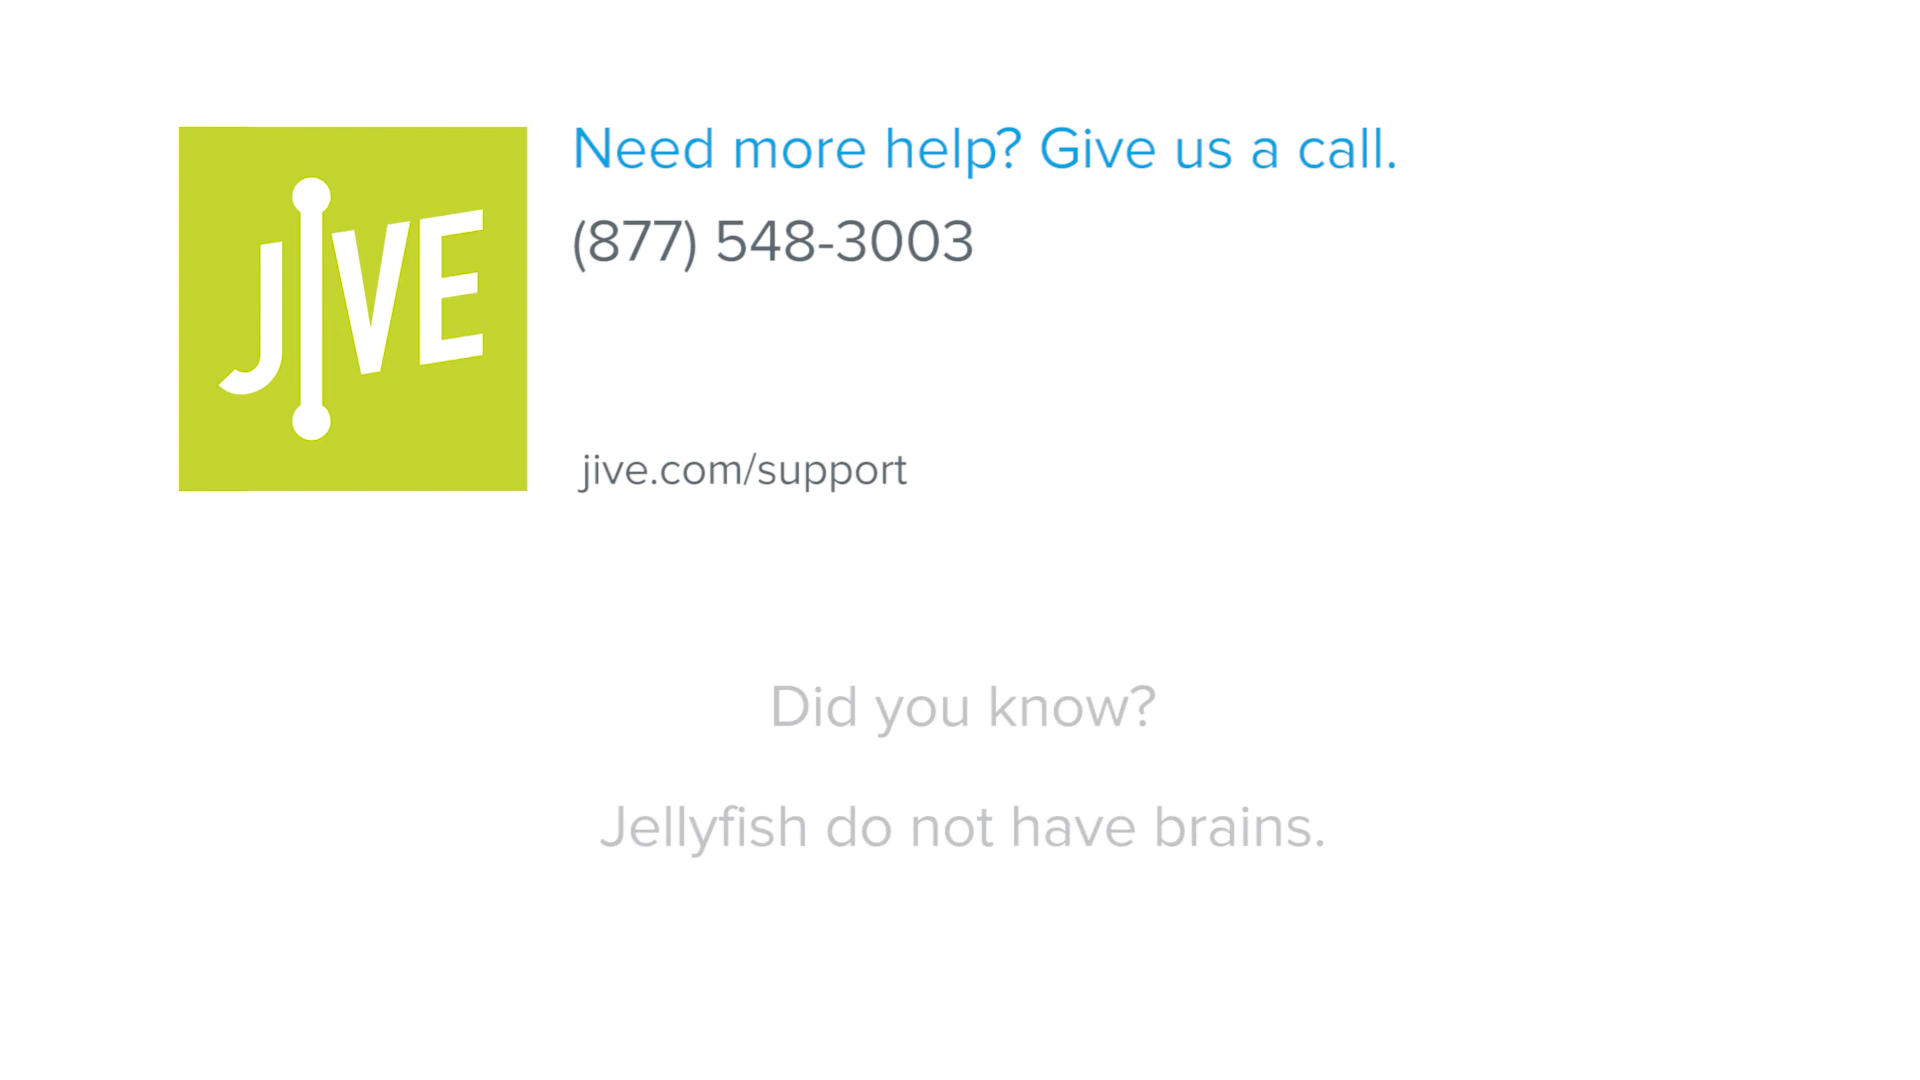 JIVE
Need more help? Give us a call.
(877) 548-3003
jive.com/support
Did you know?
Jellyfish do not have brains.